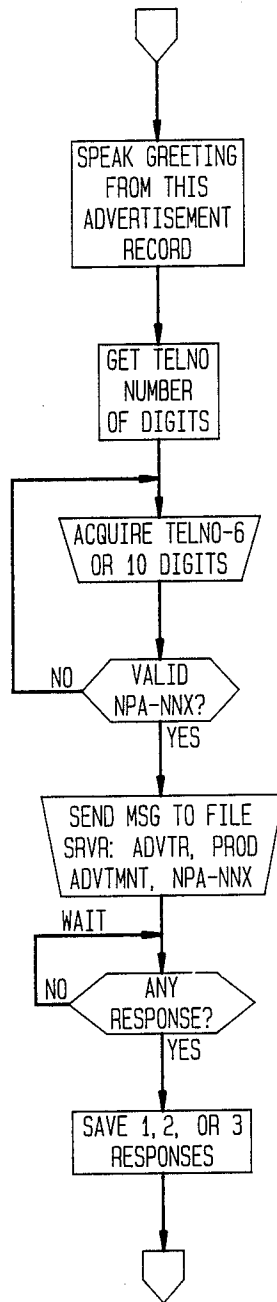 SPEAK GREETING
FROM THIS
ADVERTISEMENT
RECORD
GET TELNO
NUMBER
OF DIGITS
ACQUIRE TELNO-6
OR 10 DIGITS
NO
VALID
NPA-NNX?
YES
SEND MSG TO FILE
SRVR: ADVTR, PROD
ADVTMNT, NPA-NNX
WAIT
NO
ANY
RESPONSE?
YES
SAVE 1, 2, OR 3
RESPONSES